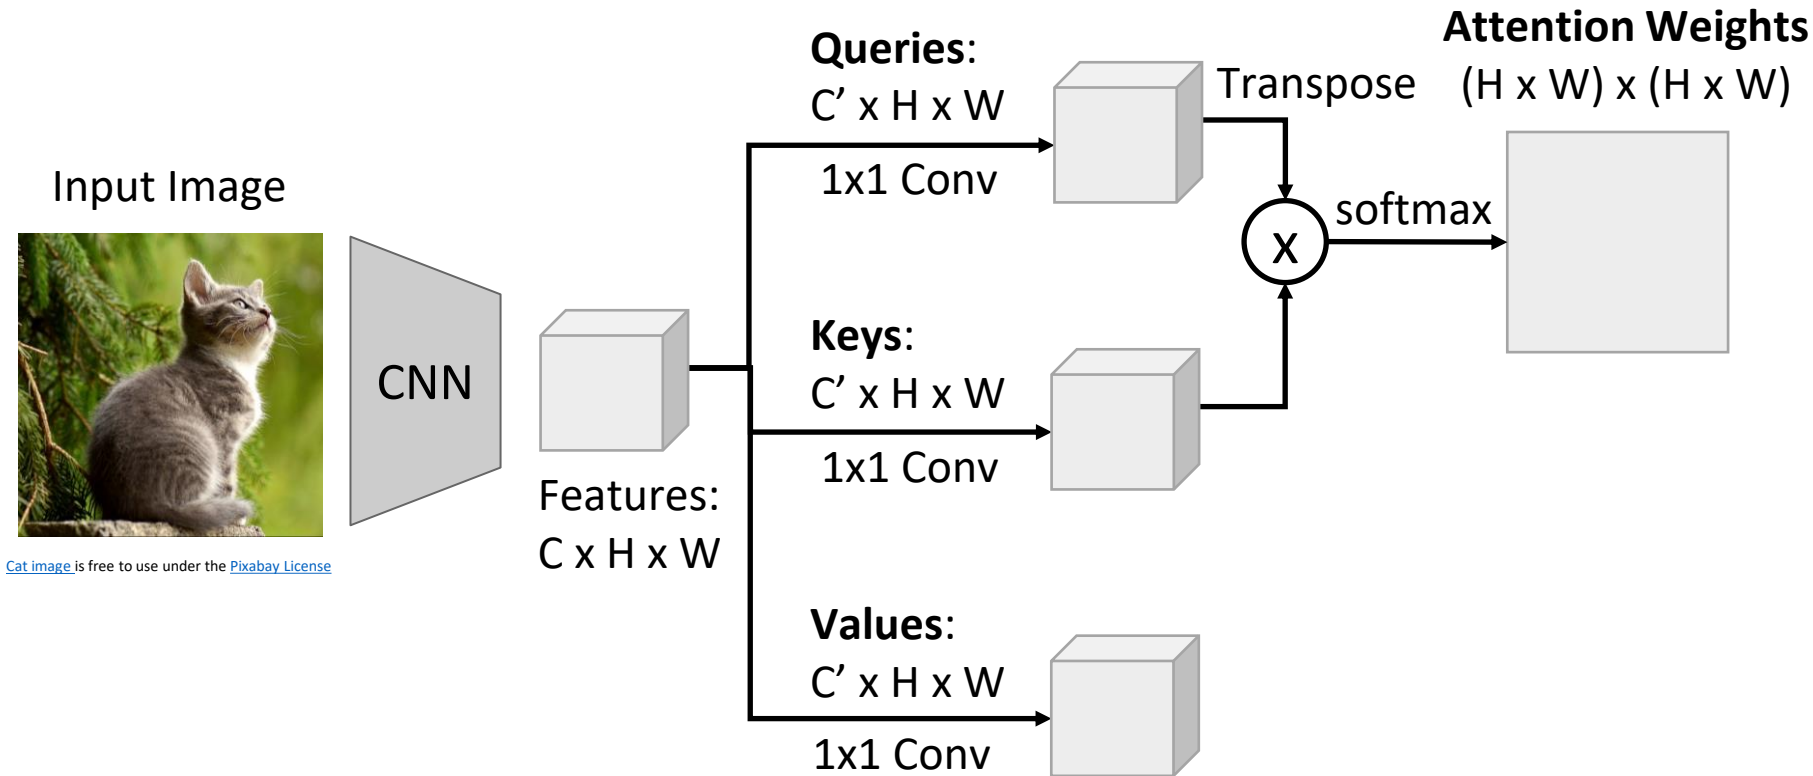 Input Image
Cat image is free to use under the Pixabay License
CNN
Features:
C x H x W
Queries:
C’ x H x W
1x1 Conv
Keys:
C’ x H x W
1x1 Conv
Values:
C’ x H x W
1x1 Conv
Transpose
x
softmax
Attention Weights
(H x W) x (H x W)